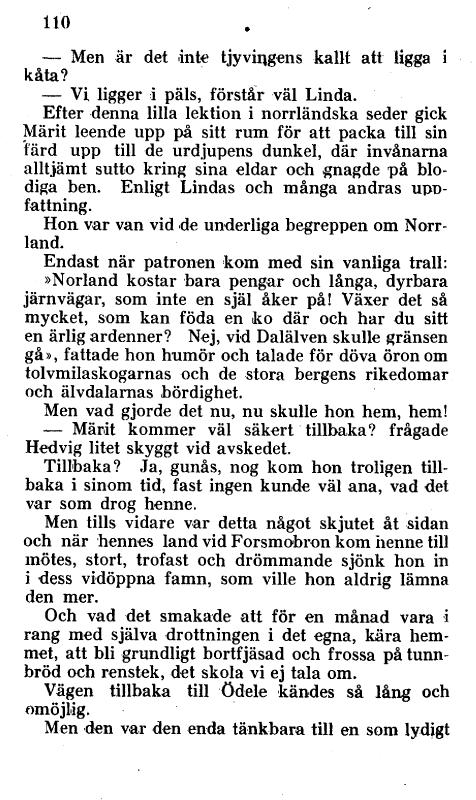 110
— Men är det inte tjyvingens kallt att ligga i
kåta?
— Vi ligger i päls, förstår väl Linda.
Efter denna lilla lektion i norrländska seder gick
Märit leende upp på sitt rum för att packa till sin
färd upp till de urdjupens dunkel, där invånarna
alltjämt sutto kring sina eldar och gnagde på blo-
diga ben. Enligt Lindas och många andras upp-
fattning.
Hon var van vid de underliga begreppen om Norr-
land.
Endast när patronen kom med sin vanliga trall:
»Norland kostar bara pengar och långa, dyrbara
järnvägar, som inte en själ åker på! Växer det så
mycket, som kan föda en ko där och har du sitt
en ärlig ardenner? Nej, vid Dalälven skulle gränsen
gå», fattade hon humör och talade för döva öron om
tolvmilaskogarnas och de stora bergens rikedomar
och älvdalarnas bördighet.
Men vad gjorde det nu, nu skulle hon hem, hem!
— Märit kommer väl säkert tillbaka? frågade
Hedvig litet skyggt vid avskedet.
Tillbaka? Ja, gunås, nog kom hon troligen till-
baka i sinom tid, fast ingen kunde väl ana, vad det
var som drog henne.
Men tills vidare var detta något skjutet åt sidan
och när hennes land vid Forsmobron kom henne till
mötes, stort, trofast och drömmande sjönk hon in
i dess vidöppna famn, som ville hon aldrig lämna
den mer.
Och vad det smakade att för en månad vara i
rang med själva drottningen i det egna, kära hem-
met, att bli grundligt bortfjäsad och frossa på tunn-
bröd och renstek, det skola vi ej tala om.
Vägen tillbaka till Ödele kändes så lång och
omöjlig.
Men den var den enda tänkbara till en som lydigt